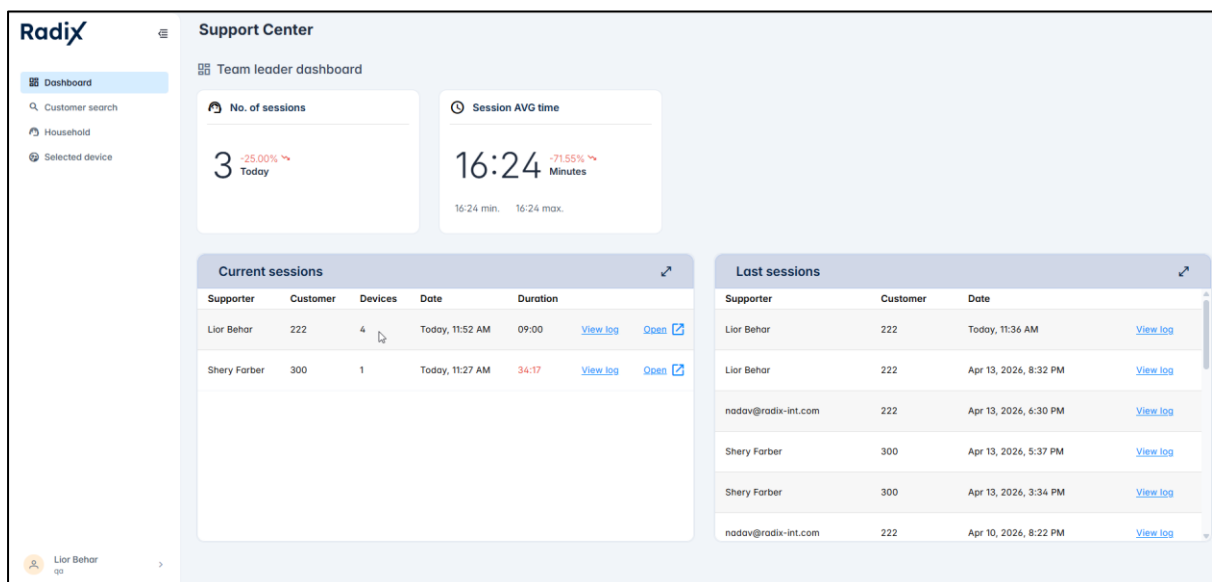 Radix
Support Center
Dashboard
Customer search
Household
Selected device
Team leader dashboard
No. of sessions
3 -25.00%
Today
Session AVG time
16:24 -71.55%
Minutes
16:24 min. 16:24 max.
Current sessions
Supporter Customer Devices Date Duration
Lior Behar 222 4 Today, 11:52 AM 09:00 View log Open
Shery Farber 300 1 Today, 11:27 AM 34:17 View log Open
Last sessions
Supporter Customer Date
Lior Behar 222 Today, 11:36 AM View log
Lior Behar 222 Apr 13, 2026, 8:32 PM View log
nadav@radix-int.com 222 Apr 13, 2026, 6:30 PM View log
Shery Farber 300 Apr 13, 2026, 5:37 PM View log
Shery Farber 300 Apr 13, 2026, 3:34 PM View log
nadav@radix-int.com 222 Apr 10, 2026, 8:22 PM View log
Lior Behar
qa